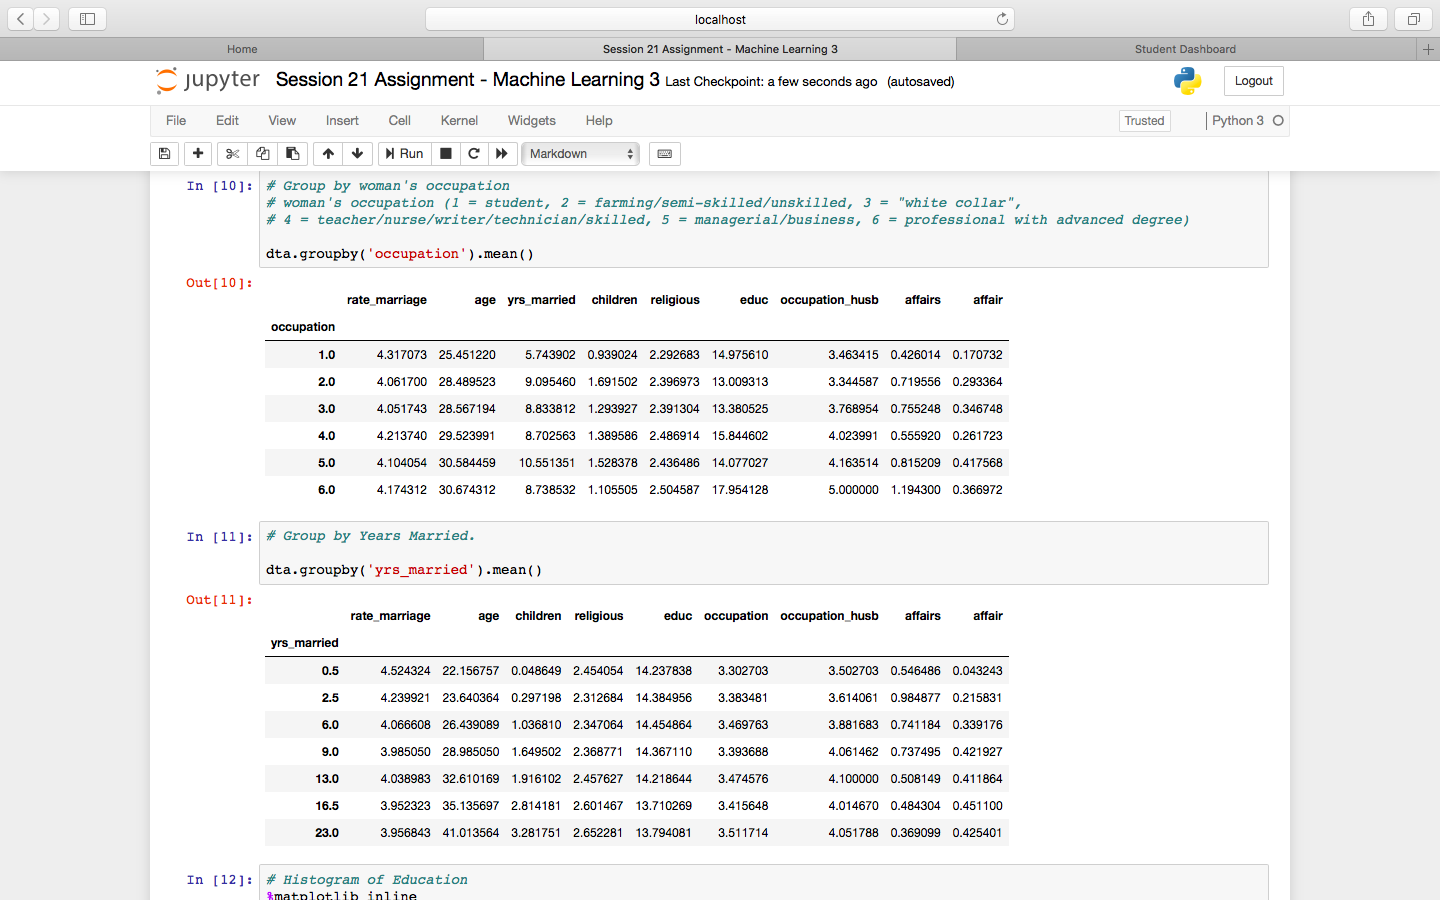 localhost
Home
Session 21 Assignment - Machine Learning 3
Student Dashboard
jupyter Session 21 Assignment - Machine Learning 3 Last Checkpoint: a few seconds ago (autosaved)
Logout
File Edit View Insert Cell Kernel Widgets Help
Trusted
Python 3
Run
Markdown
In [10]: # Group by woman's occupation
# woman's occupation (1 = student, 2 = farming/semi-skilled/unskilled, 3 = "white collar",
# 4 = teacher/nurse/writer/technician/skilled, 5 = managerial/business, 6 = professional with advanced degree)
dta.groupby('occupation').mean()
Out[10]:
rate_marriage age yrs_married children religious educ occupation_husb affairs affair
occupation
1.0 4.317073 25.451220 5.743902 0.939024 2.292683 14.975610 3.463415 0.426014 0.170732
2.0 4.061700 28.489523 9.095460 1.691502 2.396973 13.009313 3.344587 0.719556 0.293364
3.0 4.051743 28.567194 8.833812 1.293927 2.391304 13.380525 3.768954 0.755248 0.346748
4.0 4.213740 29.523991 8.702563 1.389586 2.486914 15.844602 4.023991 0.555920 0.261723
5.0 4.104054 30.584459 10.551351 1.528378 2.436486 14.077027 4.163514 0.815209 0.417568
6.0 4.174312 30.674312 8.738532 1.105505 2.504587 17.954128 5.000000 1.194300 0.366972
In [11]: # Group by Years Married.
dta.groupby('yrs_married').mean()
Out[11]:
rate_marriage age children religious educ occupation occupation_husb affairs affair
yrs_married
0.5 4.524324 22.156757 0.048649 2.454054 14.237838 3.302703 3.502703 0.546486 0.043243
2.5 4.239921 23.640364 0.297198 2.312684 14.384956 3.383481 3.614061 0.984877 0.215831
6.0 4.066608 26.439089 1.036810 2.347064 14.454864 3.469763 3.881683 0.741184 0.339176
9.0 3.985050 28.985050 1.649502 2.368771 14.367110 3.393688 4.061462 0.737495 0.421927
13.0 4.038983 32.610169 1.916102 2.457627 14.218644 3.474576 4.100000 0.508149 0.411864
16.5 3.952323 35.135697 2.814181 2.601467 13.710269 3.415648 4.014670 0.484304 0.451100
23.0 3.956843 41.013564 3.281751 2.652281 13.794081 3.511714 4.051788 0.369099 0.425401
In [12]: # Histogram of Education
%matplotlib inline